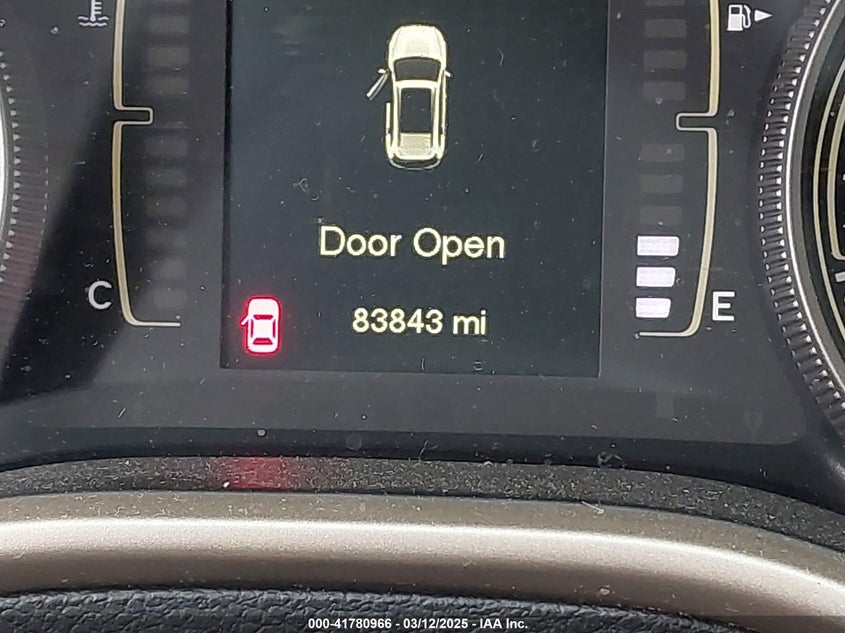 Door Open
C
83843 mi
E
000-41780966 - 03/12/2025 - IAA Inc.